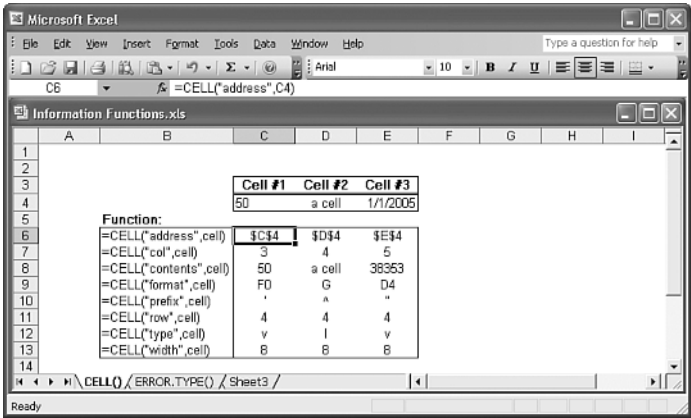 Microsoft Excel
File Edit View Insert Format Tools Data Window Help Type a question for help
Σ Arial 10 B I U
C6 fx =CELL("address",C4)
Information Functions.xls
A B C D E F G H I
1
2
3 Cell #1 Cell #2 Cell #3
4 50 a cell 1/1/2005
5 Function:
6 =CELL("address",cell) $C$4 $D$4 $E$4
7 =CELL("col",cell) 3 4 5
8 =CELL("contents",cell) 50 a cell 38353
9 =CELL("format",cell) F0 G D4
10 =CELL("prefix",cell) ' ^ "
11 =CELL("row",cell) 4 4 4
12 =CELL("type",cell) v l v
13 =CELL("width",cell) 8 8 8
14
CELL() / ERROR.TYPE() / Sheet3 /
Ready